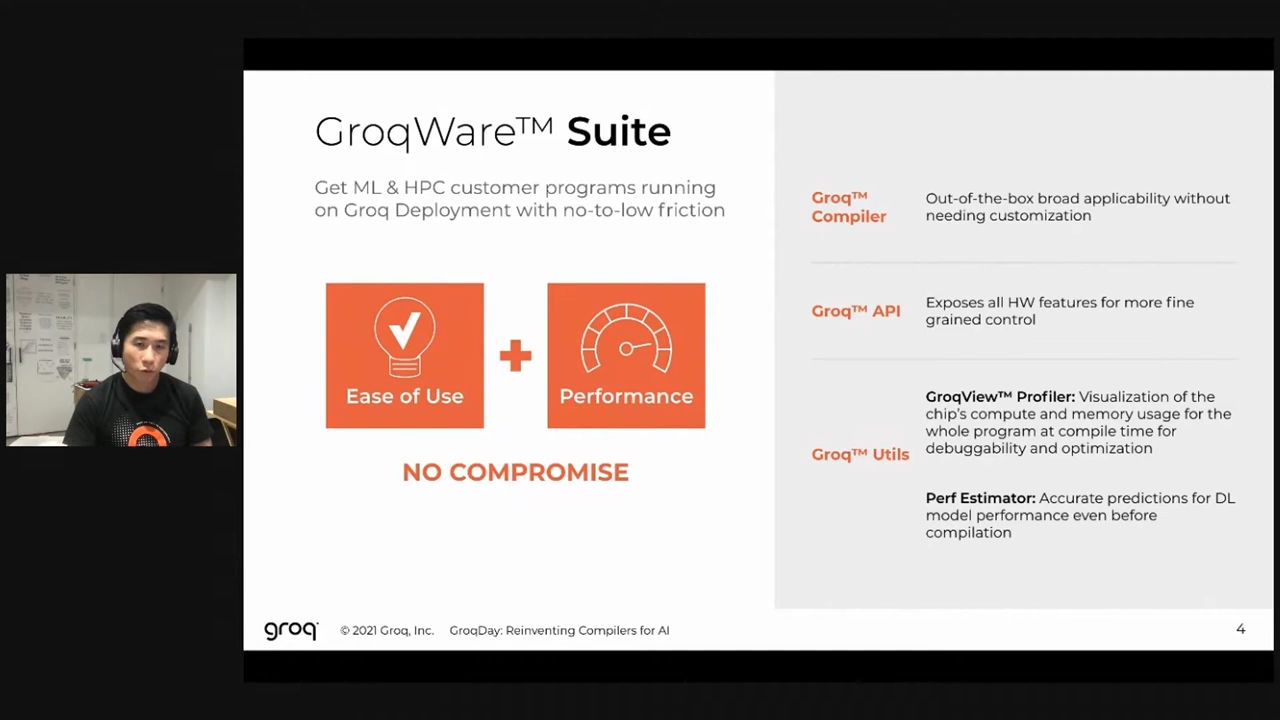 GroqWare™ Suite
Get ML & HPC customer programs running
on Groq Deployment with no-to-low friction
Ease of Use
+
Performance
NO COMPROMISE
Groq™
Compiler
Out-of-the-box broad applicability without
needing customization
Groq™ API
Exposes all HW features for more fine
grained control
Groq™ Utils
GroqView™ Profiler: Visualization of the
chip's compute and memory usage for the
whole program at compile time for
debuggability and optimization
Perf Estimator: Accurate predictions for DL
model performance even before
compilation
groq
© 2021 Groq, Inc. GroqDay: Reinventing Compilers for AI
4